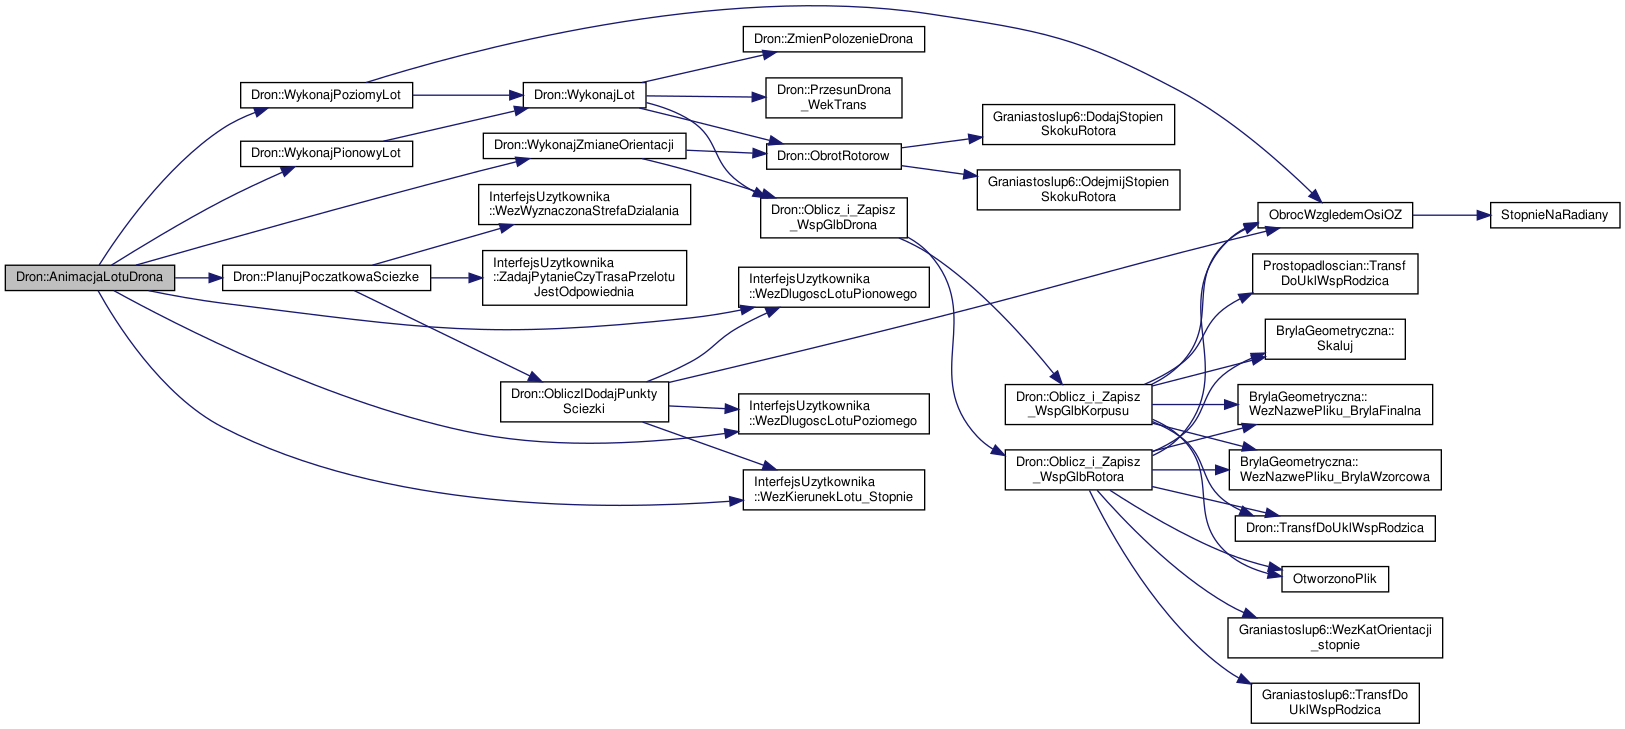 Dron::AnimacjaLotuDrona
Dron::WykonajPoziomyLot
Dron::WykonajPionowyLot
Dron::PlanujPoczatkowaSciezke
Dron::WykonajLot
Dron::WykonajZmianeOrientacji
InterfejsUzytkownika
::WezWyznaczonaStrefaDzialania
InterfejsUzytkownika
::ZadajPytanieCzyTrasaPrzelotu
JestOdpowiednia
Dron::ObliczIDodajPunkty
Sciezki
Dron::ZmienPolozenieDrona
Dron::PrzesunDrona
_WekTrans
Dron::ObrotRotorow
Dron::Oblicz_i_Zapisz
_WspGlbDrona
InterfejsUzytkownika
::WezDlugoscLotuPionowego
InterfejsUzytkownika
::WezDlugoscLotuPoziomego
InterfejsUzytkownika
::WezKierunekLotu_Stopnie
Graniastoslup6::DodajStopien
SkokuRotora
Graniastoslup6::OdejmijStopien
SkokuRotora
Dron::Oblicz_i_Zapisz
_WspGlbKorpusu
Dron::Oblicz_i_Zapisz
_WspGlbRotora
ObrocWzgledemOsiOZ
Prostopadloscian::Transf
DoUklWspRodzica
BrylaGeometryczna::
Skaluj
BrylaGeometryczna::
WezNazwePliku_BrylaFinalna
BrylaGeometryczna::
WezNazwePliku_BrylaWzorcowa
Dron::TransfDoUklWspRodzica
OtworzonoPlik
Graniastoslup6::WezKatOrientacji
_stopnie
Graniastoslup6::TransfDo
UklWspRodzica
StopnieNaRadiany